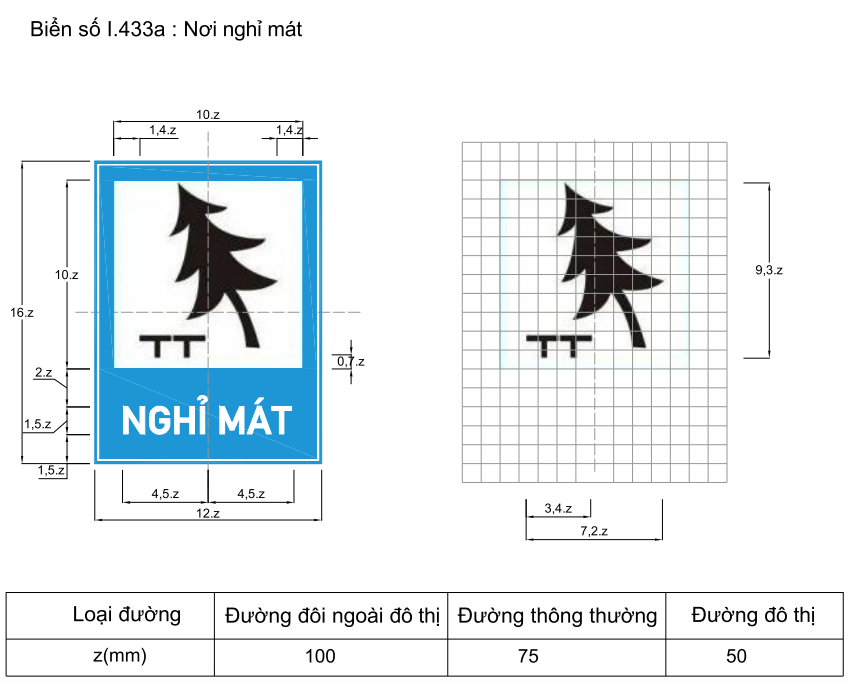 Biển số I.433a : Nơi nghỉ mát
10.z
1,4.z 1,4.z
10.z
16.z
9,3.z
0,7.z
2.z
1,5.z
1,5.z
NGHỈ MÁT
4,5.z 4,5.z
12.z
3,4.z
7,2.z
Loại đường Đường đôi ngoài đô thị Đường thông thường Đường đô thị
z(mm) 100 75 50